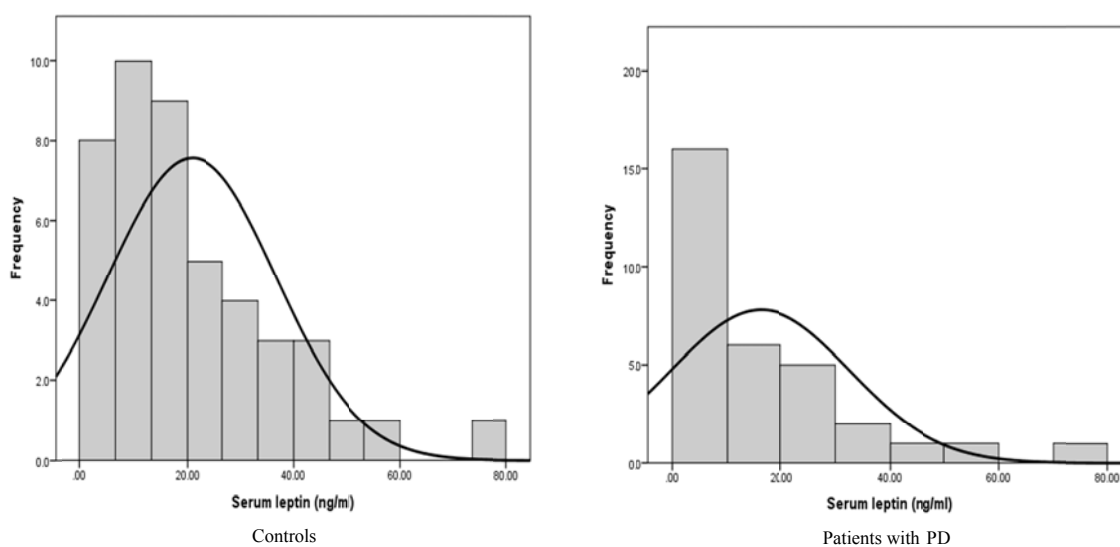 10.0
8.0
6.0
4.0
2.0
0.0
Frequency
.00 20.00 40.00 60.00 80.00
Serum leptin (ng/ml)
Controls
20.0
15.0
10.0
5.0
0.0
Frequency
.00 20.00 40.00 60.00 80.00
Serum leptin (ng/ml)
Patients with PD